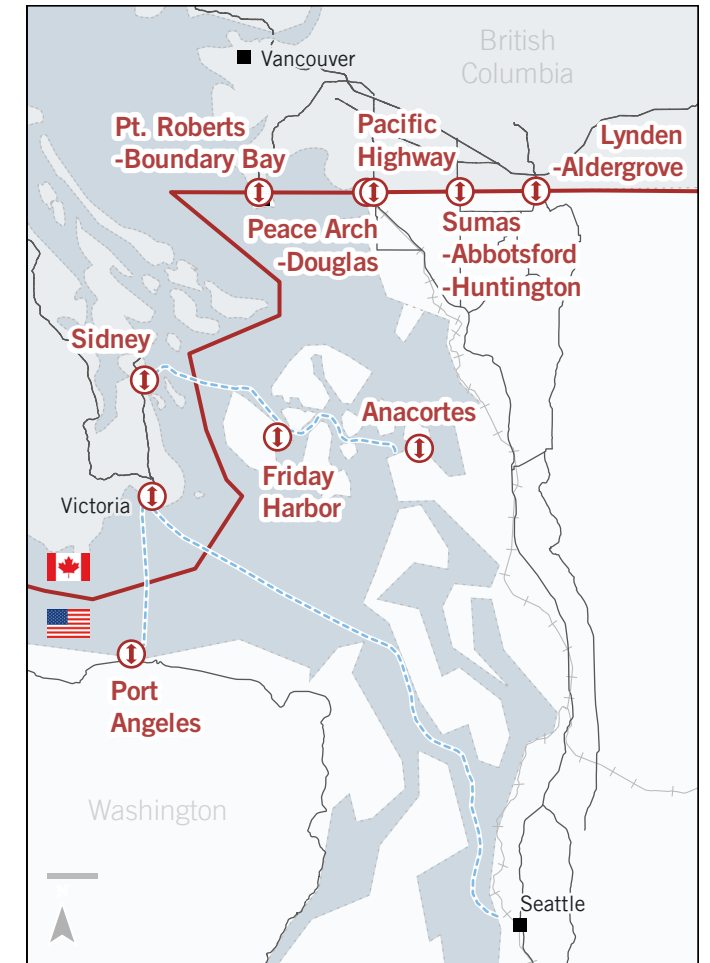 British
Columbia
Vancouver
Pt. Roberts
-Boundary Bay
Pacific
Highway
Lynden
-Aldergrove
Peace Arch
-Douglas
Sumas
-Abbotsford
-Huntington
Sidney
Anacortes
Friday
Harbor
Victoria
Port
Angeles
Washington
Seattle